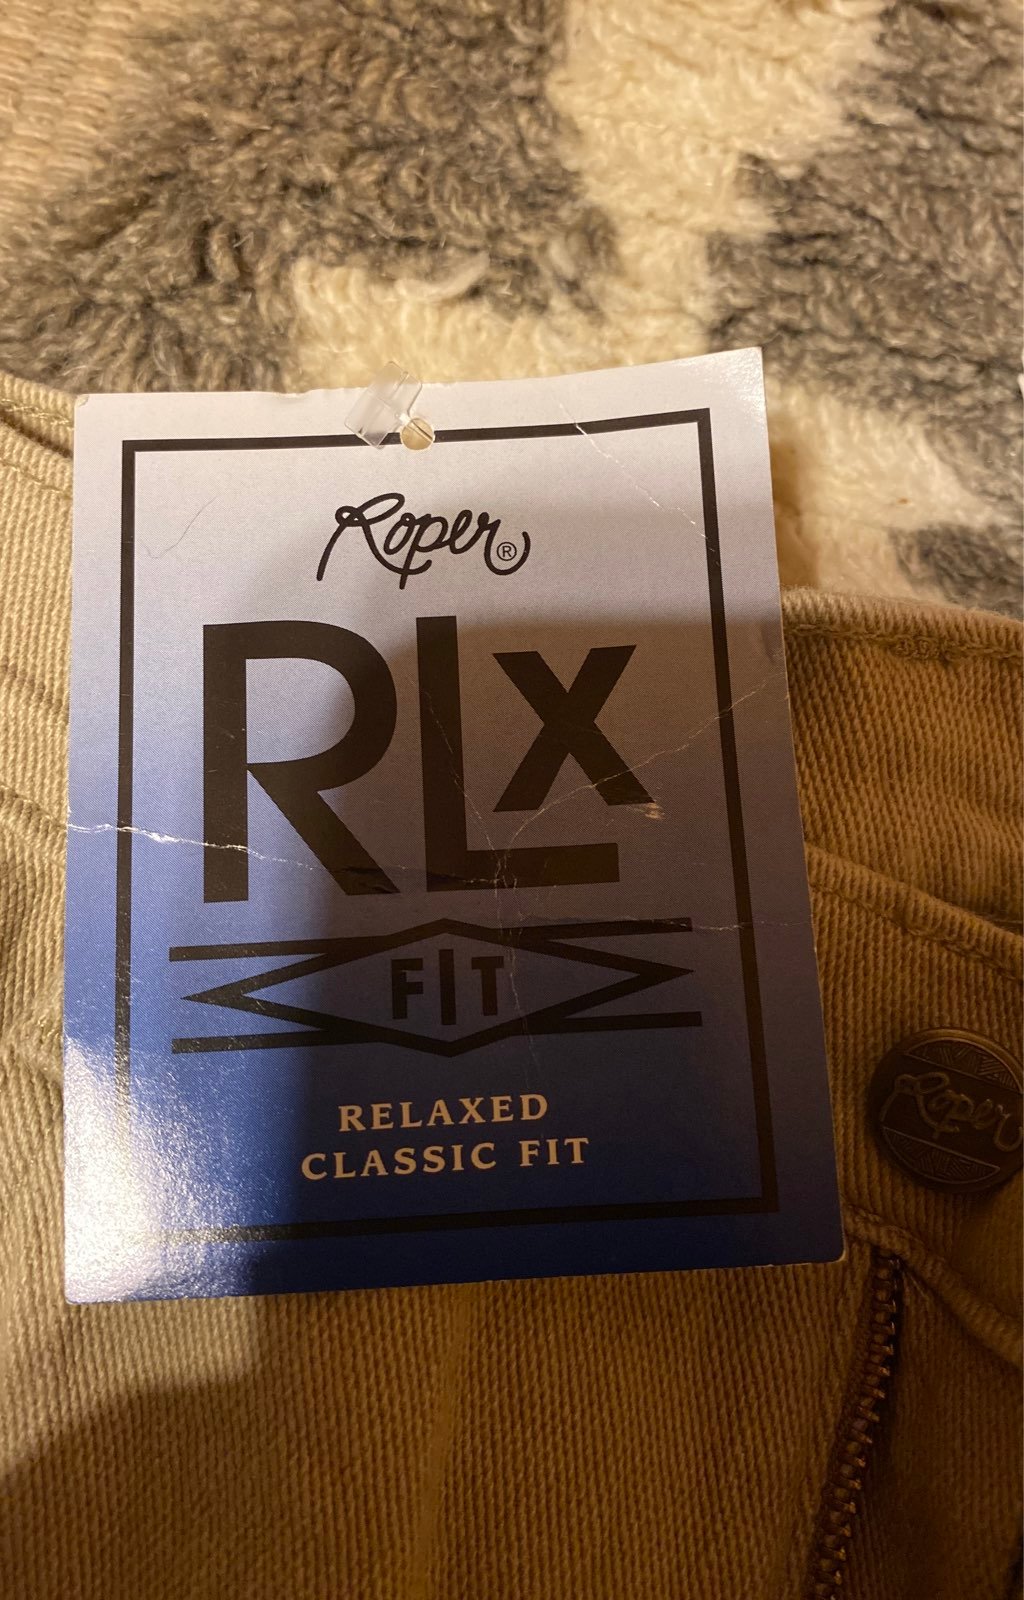 Roper®
RLX
FIT
RELAXED
CLASSIC FIT
Roper